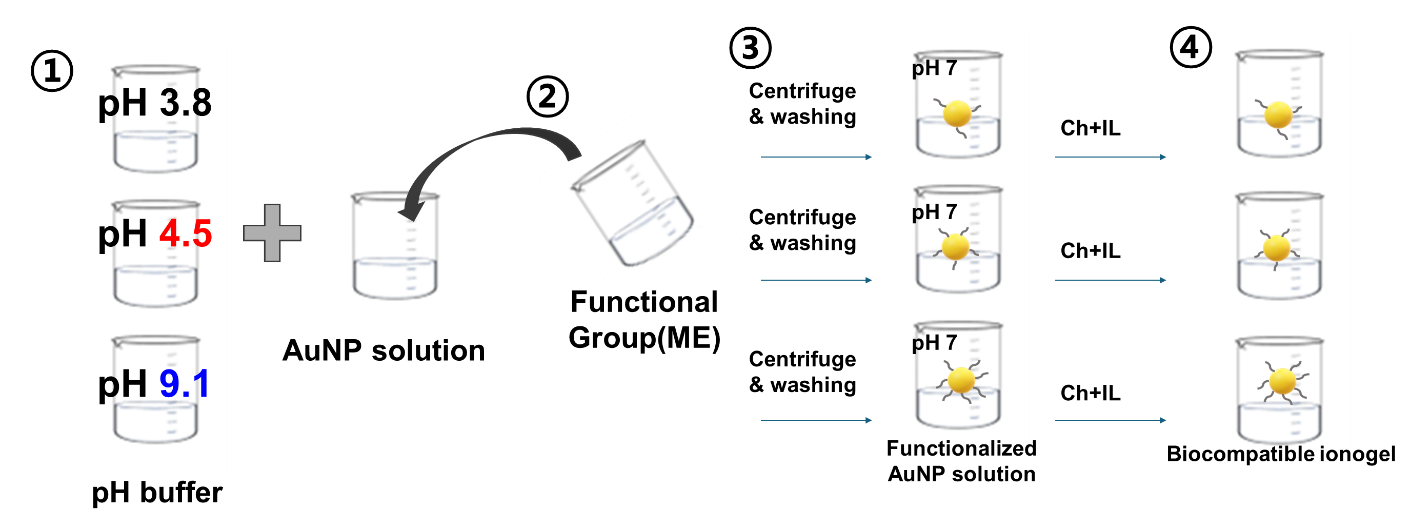 ①
pH 3.8
pH 4.5
pH 9.1
pH buffer
AuNP solution
②
Functional
Group(ME)
③
Centrifuge
& washing
Centrifuge
& washing
Centrifuge
& washing
pH 7
pH 7
pH 7
Functionalized
AuNP solution
Ch+IL
Ch+IL
Ch+IL
④
Biocompatible ionogel